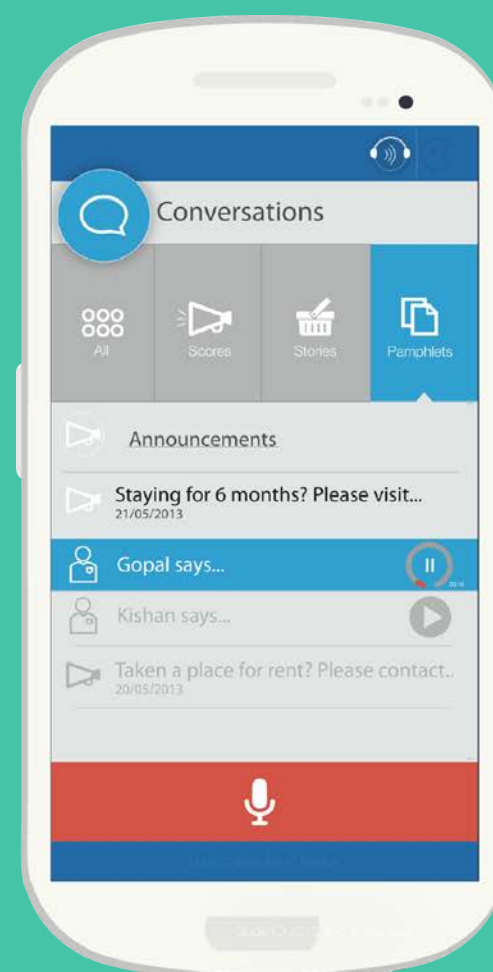 Conversations
All
Scores
Stories
Pamphlets
Announcements
Staying for 6 months? Please visit...
21/05/2013
Gopal says...
Kishan says...
Taken a place for rent? Please contact..
20/05/2013